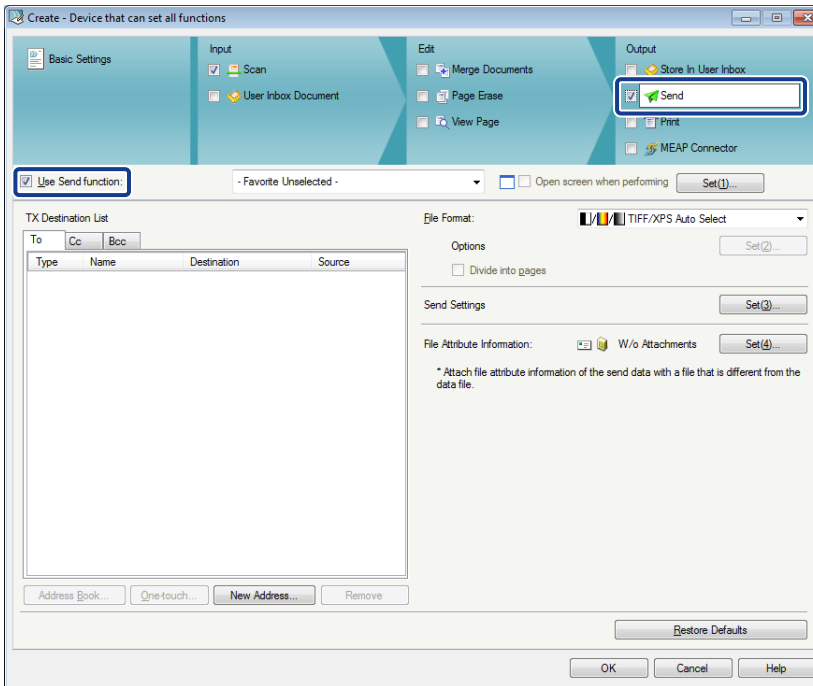 Create - Device that can set all functions
Basic Settings
Input
Scan
User Inbox Document
Edit
Merge Documents
Page Erase
View Page
Output
Store In User Inbox
Send
Print
MEAP Connector
Use Send function:
- Favorite Unselected -
Open screen when performing
Set(1)...
TX Destination List
To Cc Bcc
Type Name Destination Source
Address Book... One-touch... New Address... Remove
File Format:
TIFF/XPS Auto Select
Options
Set(2)...
Divide into pages
Send Settings
Set(3)...
File Attribute Information:
W/o Attachments
Set(4)...
* Attach file attribute information of the send data with a file that is different from the
data file.
Restore Defaults
OK Cancel Help